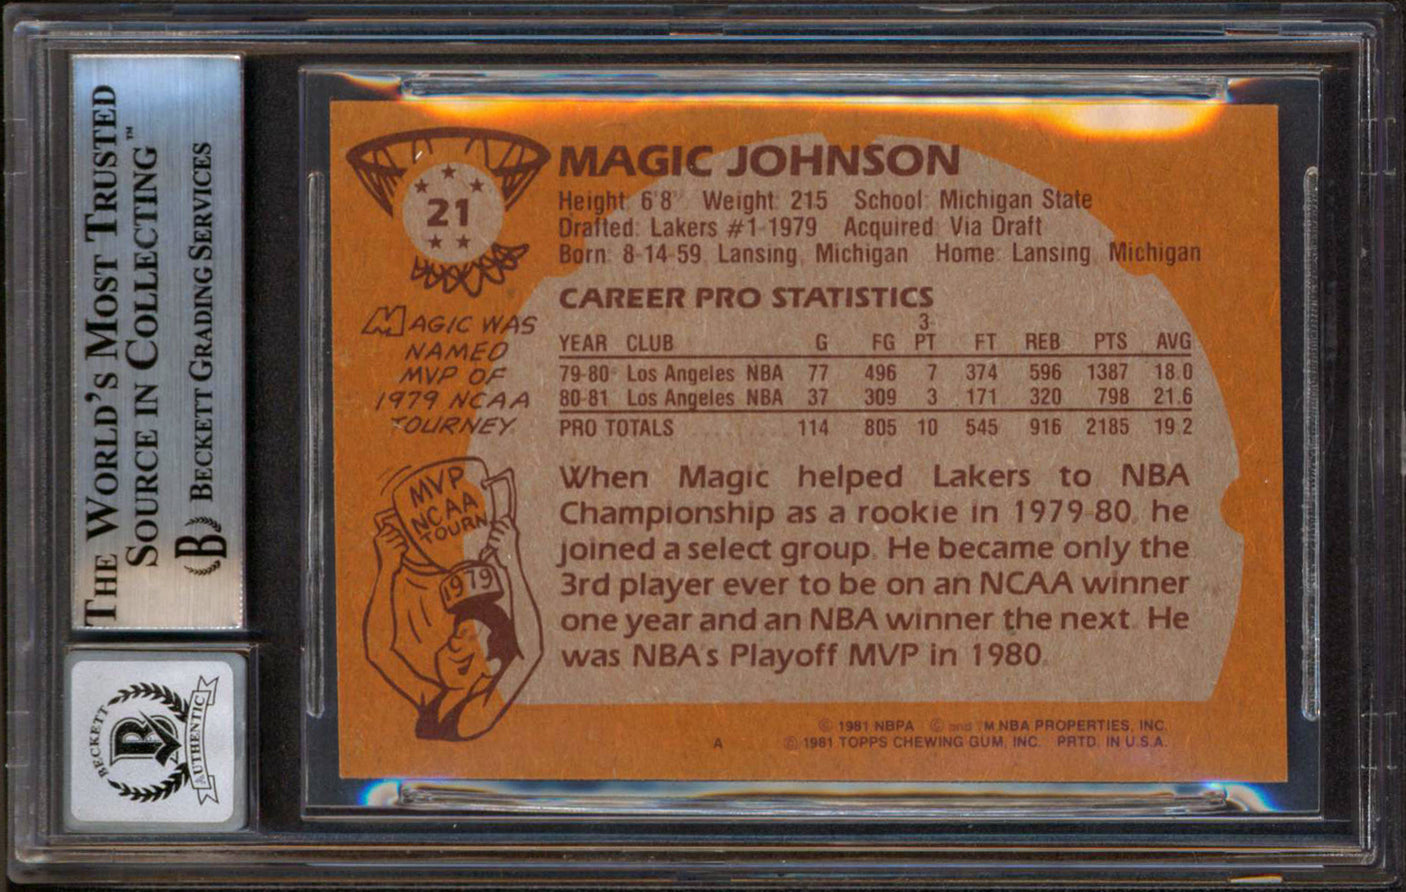 THE WORLD'S MOST TRUSTED
SOURCE IN COLLECTING™
BECKETT GRADING SERVICES
B
BECKETT
B
AUTHENTIC
21
MAGIC JOHNSON
Height: 6'8" Weight: 215 School: Michigan State
Drafted: Lakers #1-1979 Acquired: Via Draft
Born: 8-14-59, Lansing, Michigan Home: Lansing, Michigan
MAGIC WAS
NAMED
MVP OF
1979 NCAA
TOURNEY
MVP
NCAA
TOURN.
1979
CAREER PRO STATISTICS
YEAR CLUB G FG 3-PT FT REB PTS AVG
79-80 Los Angeles NBA 77 496 7 374 596 1387 18.0
80-81 Los Angeles NBA 37 309 3 171 320 798 21.6
PRO TOTALS 114 805 10 545 916 2185 19.2
When Magic helped Lakers to NBA
Championship as a rookie in 1979-80, he
joined a select group. He became only the
3rd player ever to be on an NCAA winner
one year and an NBA winner the next. He
was NBA's Playoff MVP in 1980.
© 1981 NBPA © and TM NBA PROPERTIES, INC.
A © 1981 TOPPS CHEWING GUM, INC. PRTD. IN U.S.A.